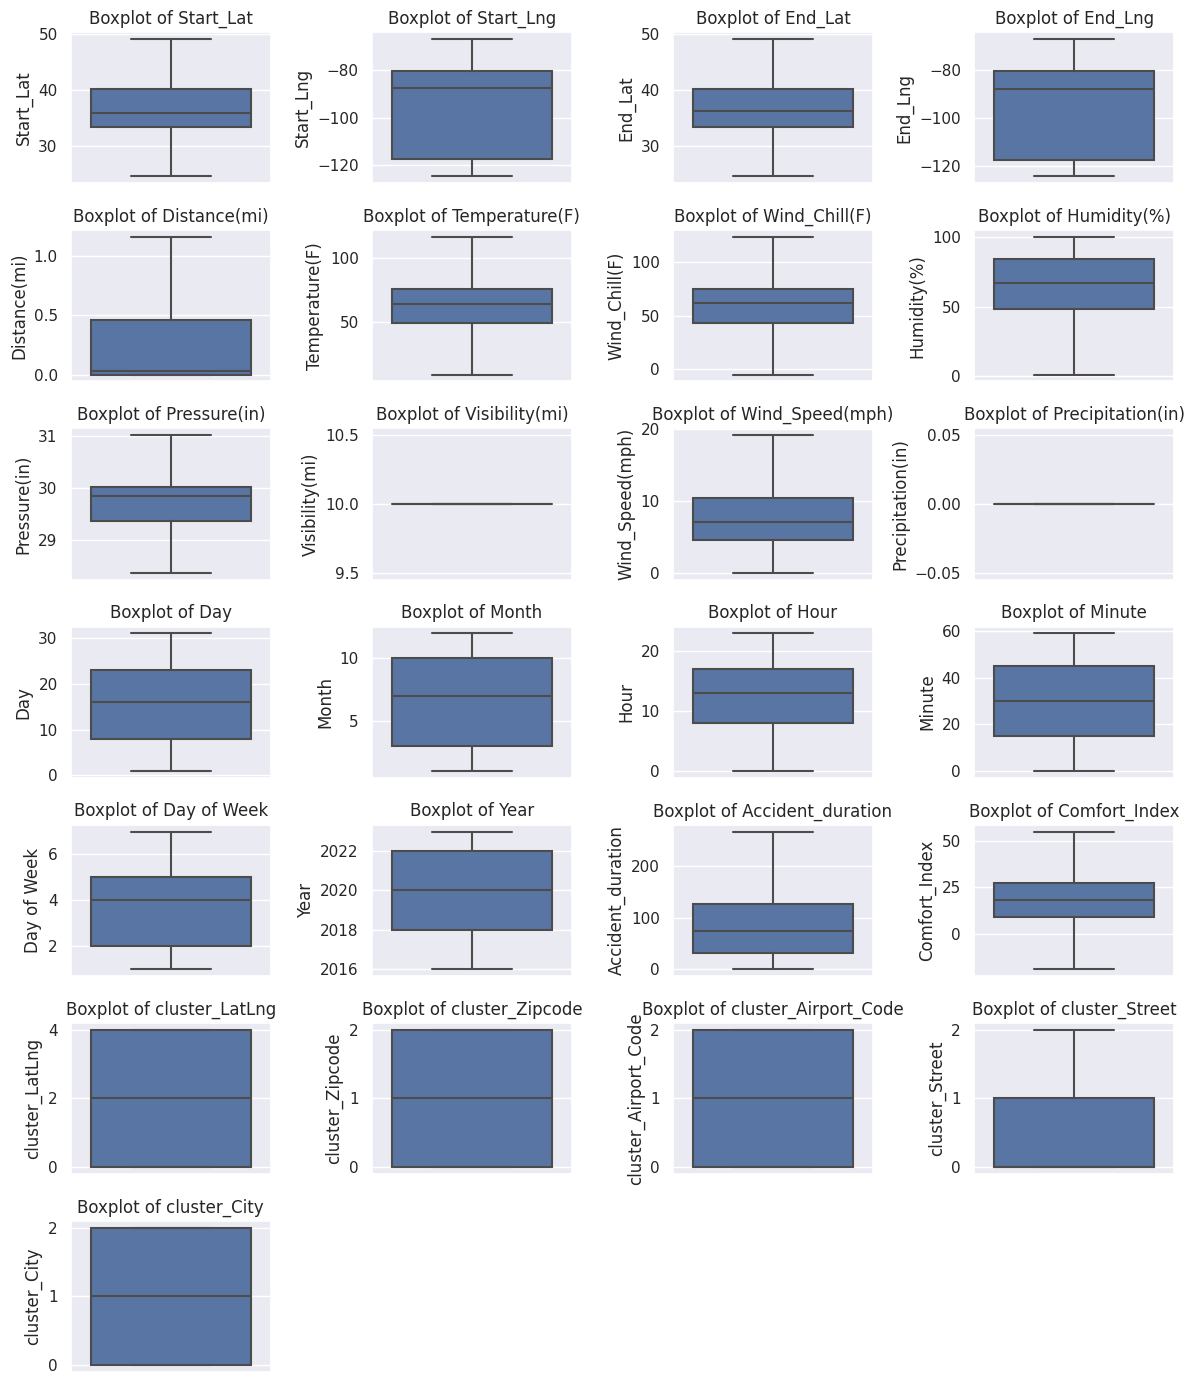 Boxplot of Start_Lat
Start_Lat
50
40
30
Boxplot of Start_Lng
Start_Lng
−80
−100
−120
Boxplot of End_Lat
End_Lat
50
40
30
Boxplot of End_Lng
End_Lng
−80
−100
−120
Boxplot of Distance(mi)
Distance(mi)
1.0
0.5
0.0
Boxplot of Temperature(F)
Temperature(F)
100
50
Boxplot of Wind_Chill(F)
Wind_Chill(F)
100
50
0
Boxplot of Humidity(%)
Humidity(%)
100
50
0
Boxplot of Pressure(in)
Pressure(in)
31
30
29
Boxplot of Visibility(mi)
Visibility(mi)
10.5
10.0
9.5
Boxplot of Wind_Speed(mph)
Wind_Speed(mph)
20
10
0
Boxplot of Precipitation(in)
Precipitation(in)
0.05
0.00
−0.05
Boxplot of Day
Day
30
20
10
0
Boxplot of Month
Month
10
5
Boxplot of Hour
Hour
20
10
0
Boxplot of Minute
Minute
60
40
20
0
Boxplot of Day of Week
Day of Week
6
4
2
Boxplot of Year
Year
2022
2020
2018
2016
Boxplot of Accident_duration
Accident_duration
200
100
0
Boxplot of Comfort_Index
Comfort_Index
50
25
0
Boxplot of cluster_LatLng
cluster_LatLng
4
2
0
Boxplot of cluster_Zipcode
cluster_Zipcode
2
1
0
Boxplot of cluster_Airport_Code
cluster_Airport_Code
2
1
0
Boxplot of cluster_Street
cluster_Street
2
1
0
Boxplot of cluster_City
cluster_City
2
1
0